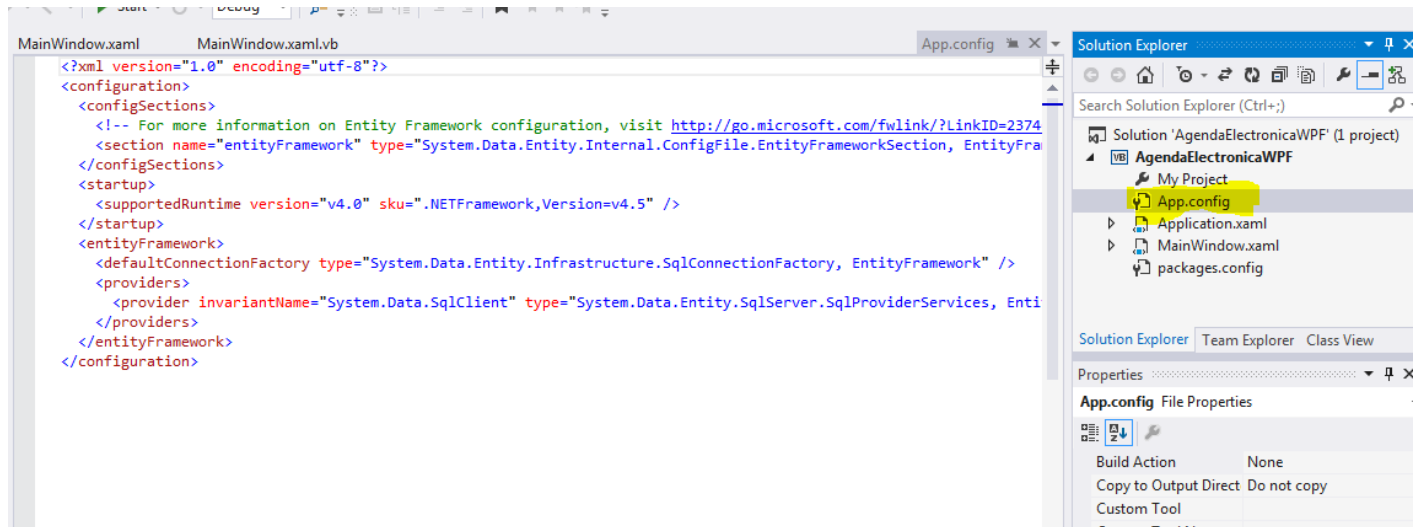 Start
Debug
MainWindow.xaml MainWindow.xaml.vb App.config
<?xml version="1.0" encoding="utf-8"?>
<configuration>
<configSections>
<!-- For more information on Entity Framework configuration, visit http://go.microsoft.com/fwlink/?LinkID=2374
<section name="entityFramework" type="System.Data.Entity.Internal.ConfigFile.EntityFrameworkSection, EntityFra
</configSections>
<startup>
<supportedRuntime version="v4.0" sku=".NETFramework,Version=v4.5" />
</startup>
<entityFramework>
<defaultConnectionFactory type="System.Data.Entity.Infrastructure.SqlConnectionFactory, EntityFramework" />
<providers>
<provider invariantName="System.Data.SqlClient" type="System.Data.Entity.SqlServer.SqlProviderServices, Enti
</providers>
</entityFramework>
</configuration>
Solution Explorer
Search Solution Explorer (Ctrl+;)
Solution 'AgendaElectronicaWPF' (1 project)
VB AgendaElectronicaWPF
My Project
App.config
Application.xaml
MainWindow.xaml
packages.config
Solution Explorer Team Explorer Class View
Properties
App.config File Properties
Build Action None
Copy to Output Direct Do not copy
Custom Tool